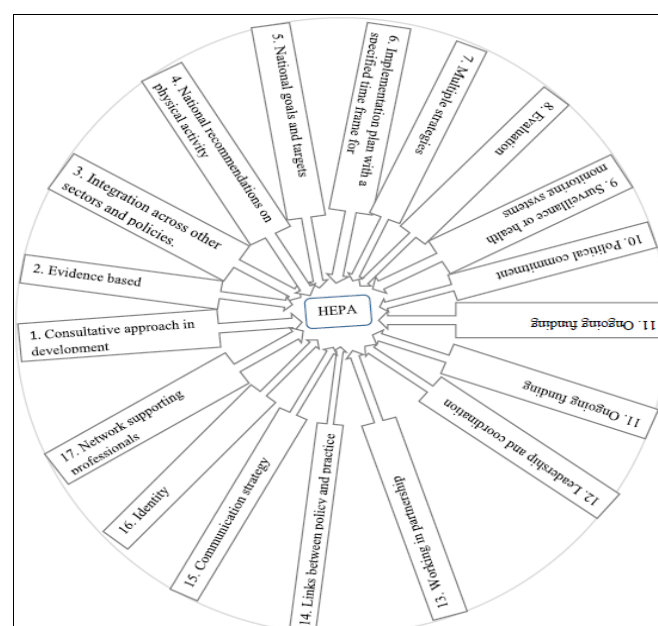 HEPA
1. Consultative approach in
development
2. Evidence based
3. Integration across other
sectors and policies.
4. National recommendations on
physical activity
5. National goals and targets
6. Implementation plan with a
specified time frame for
7. Multiple strategies
8. Evaluation
9. Surveillance or health
monitoring systems
10. Political commitment
11. Ongoing funding
11. Ongoing funding
12. Leadership and coordination
13. Working in partnership
14. Links between policy and practice
15. Communication strategy
16. Identity
17. Network supporting
professionals